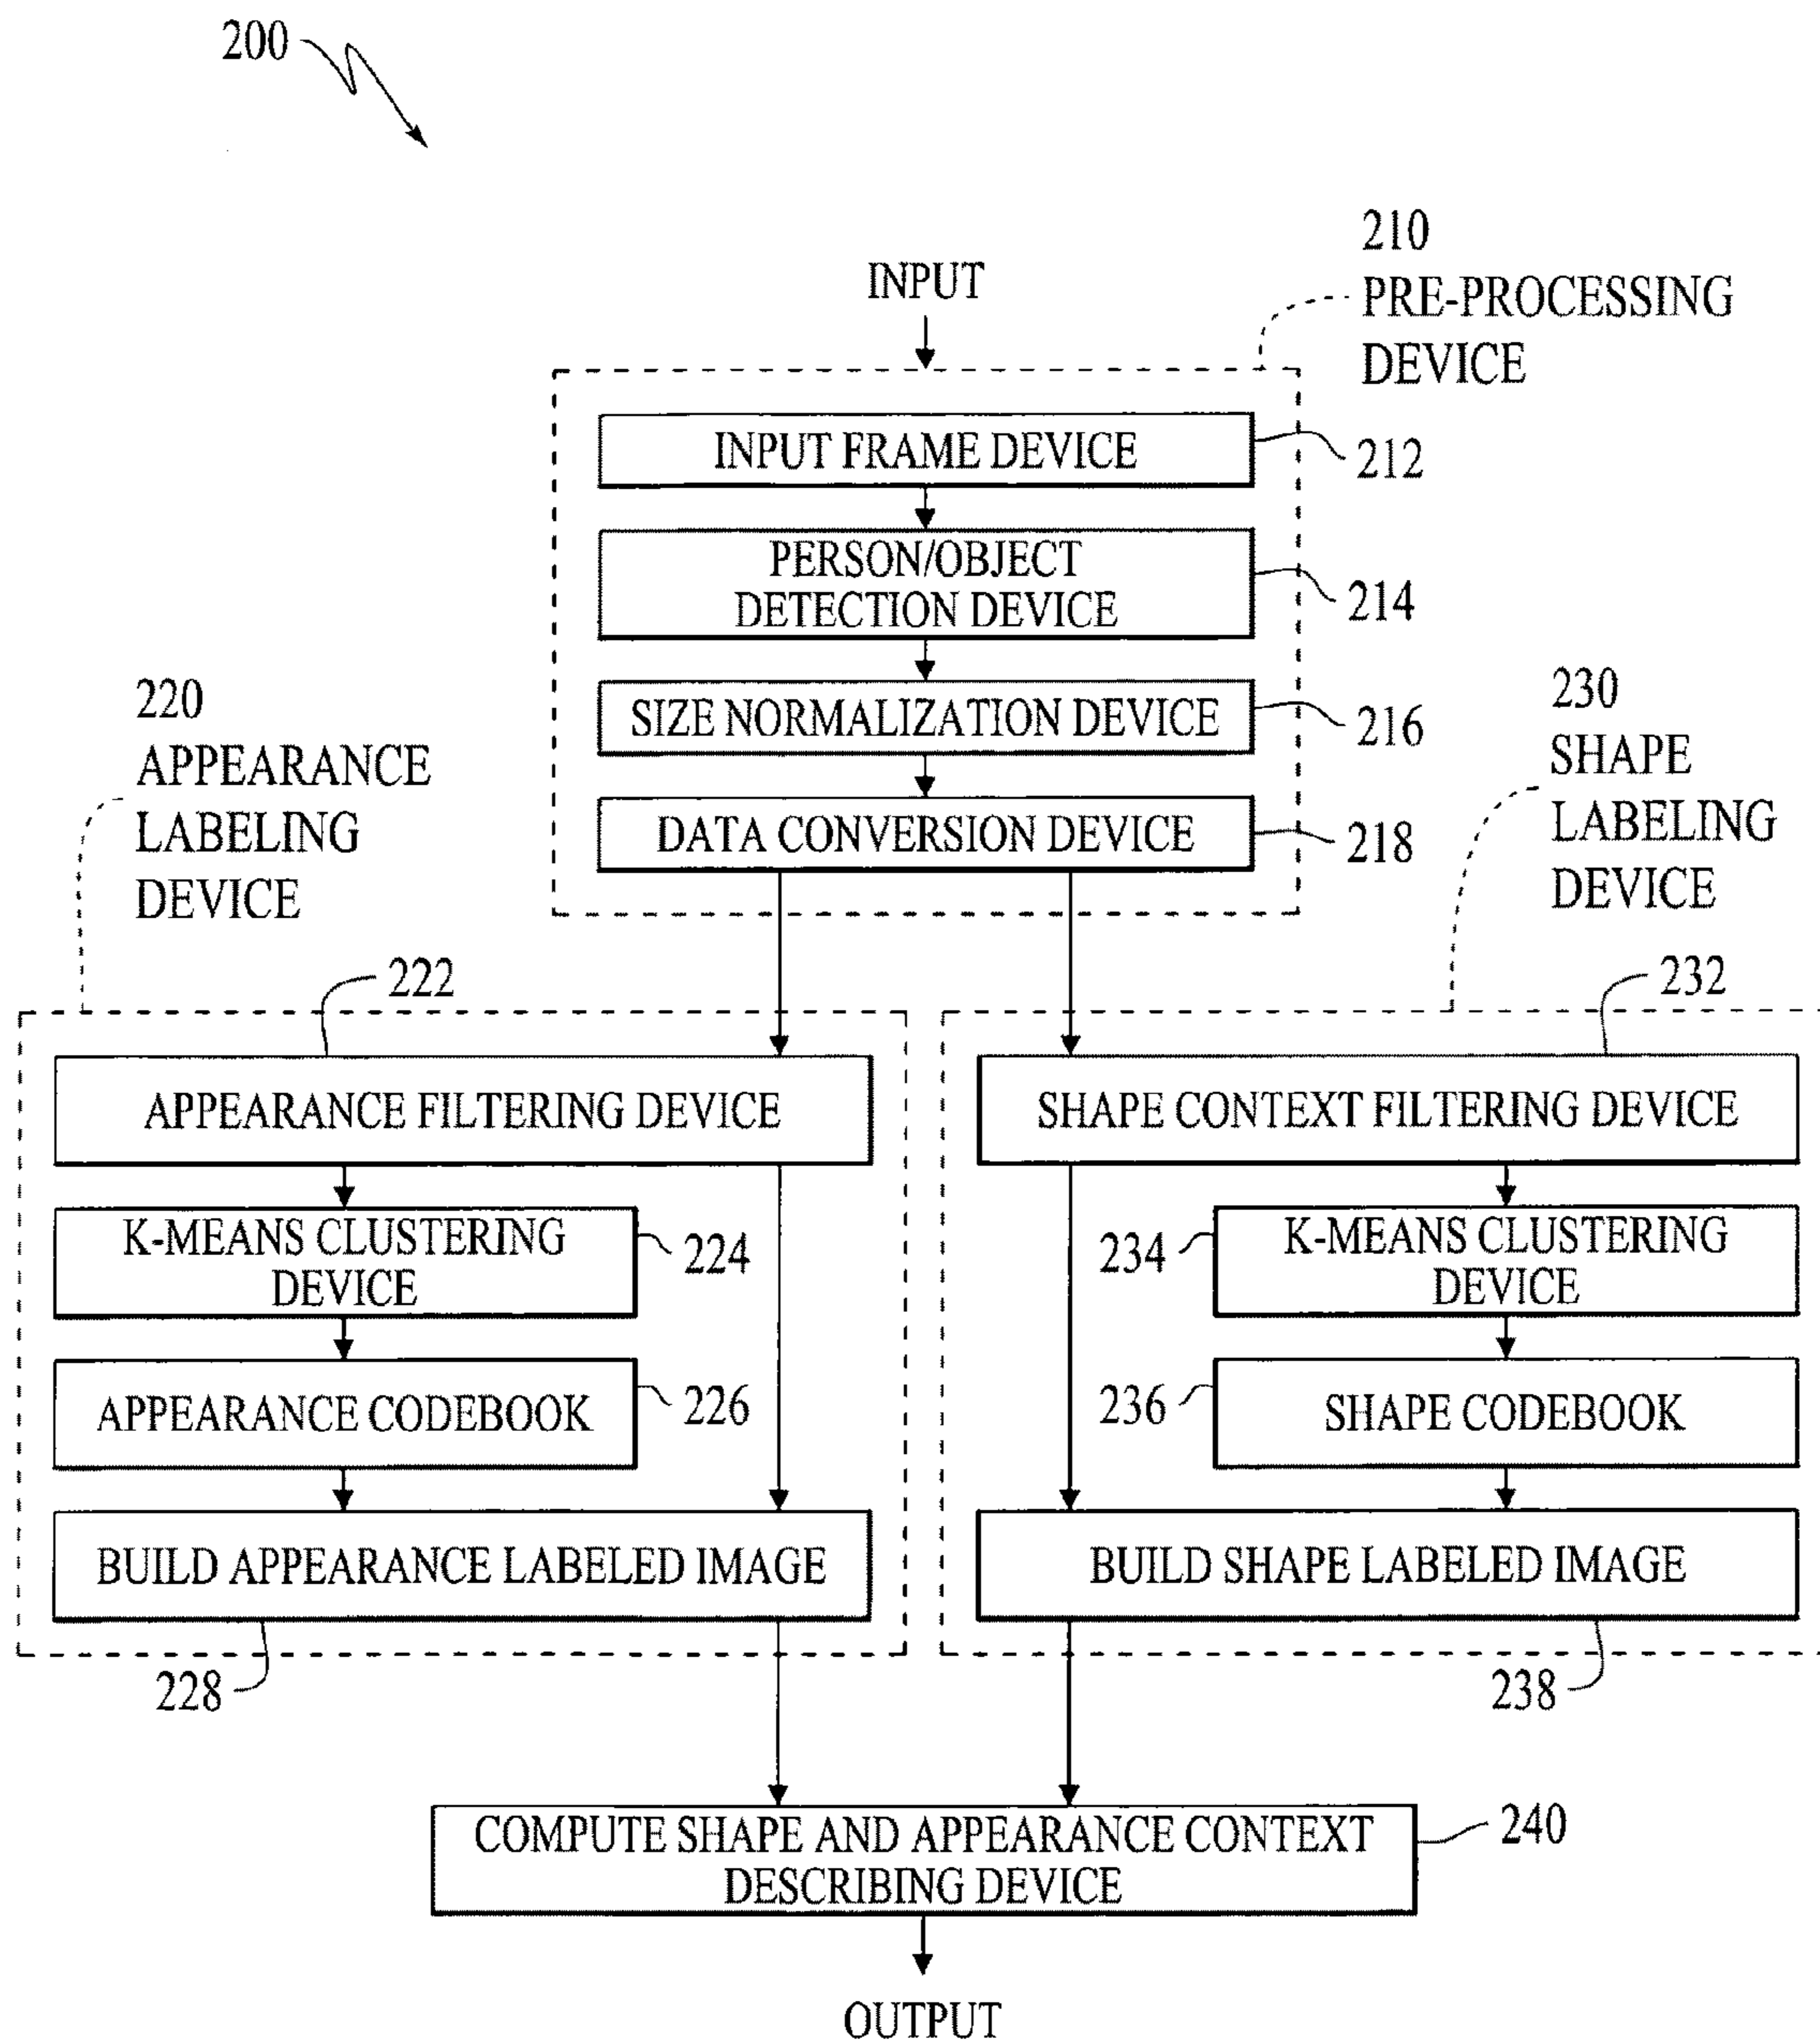 200
INPUT
210
PRE-PROCESSING
DEVICE
INPUT FRAME DEVICE
212
PERSON/OBJECT
DETECTION DEVICE
214
SIZE NORMALIZATION DEVICE
216
DATA CONVERSION DEVICE
218
220
APPEARANCE
LABELING
DEVICE
230
SHAPE
LABELING
DEVICE
222
APPEARANCE FILTERING DEVICE
K-MEANS CLUSTERING
DEVICE
224
APPEARANCE CODEBOOK
226
BUILD APPEARANCE LABELED IMAGE
228
232
SHAPE CONTEXT FILTERING DEVICE
234
K-MEANS CLUSTERING
DEVICE
236
SHAPE CODEBOOK
BUILD SHAPE LABELED IMAGE
238
COMPUTE SHAPE AND APPEARANCE CONTEXT
DESCRIBING DEVICE
240
OUTPUT